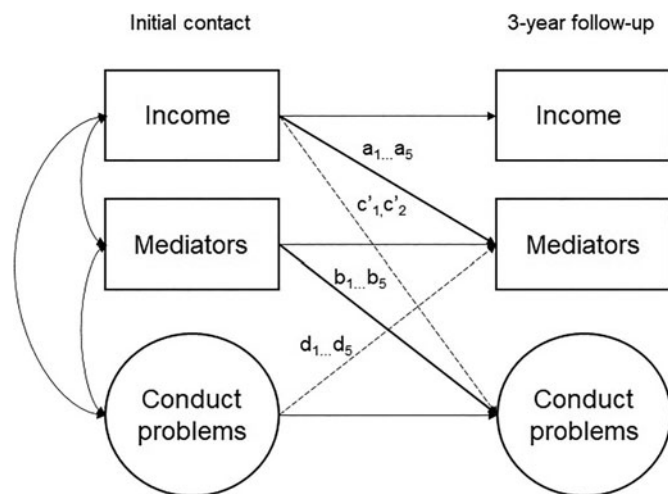 Initial contact
3-year follow-up
Income
Income
a1...a5
c'1,c'2
Mediators
Mediators
b1...b5
d1... d5
Conduct
problems
Conduct
problems